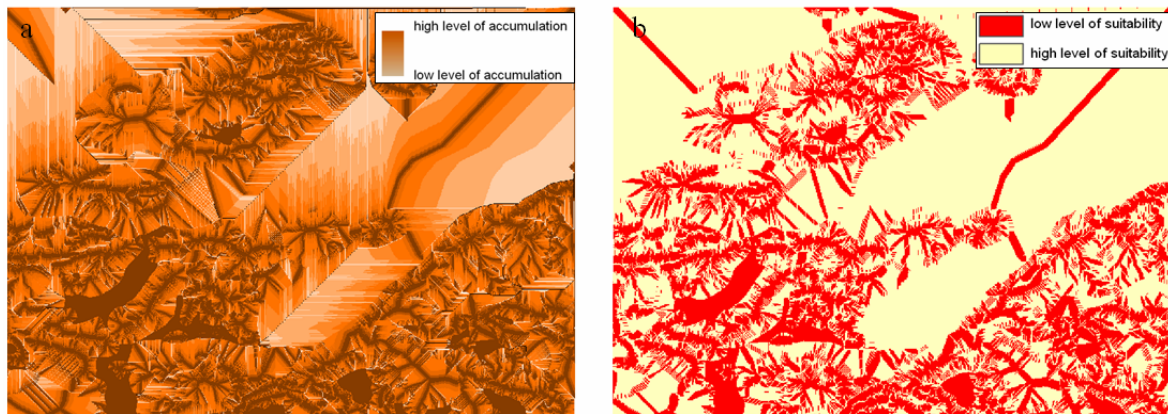 a
high level of accumulation
low level of accumulation
b
low level of suitability
high level of suitability